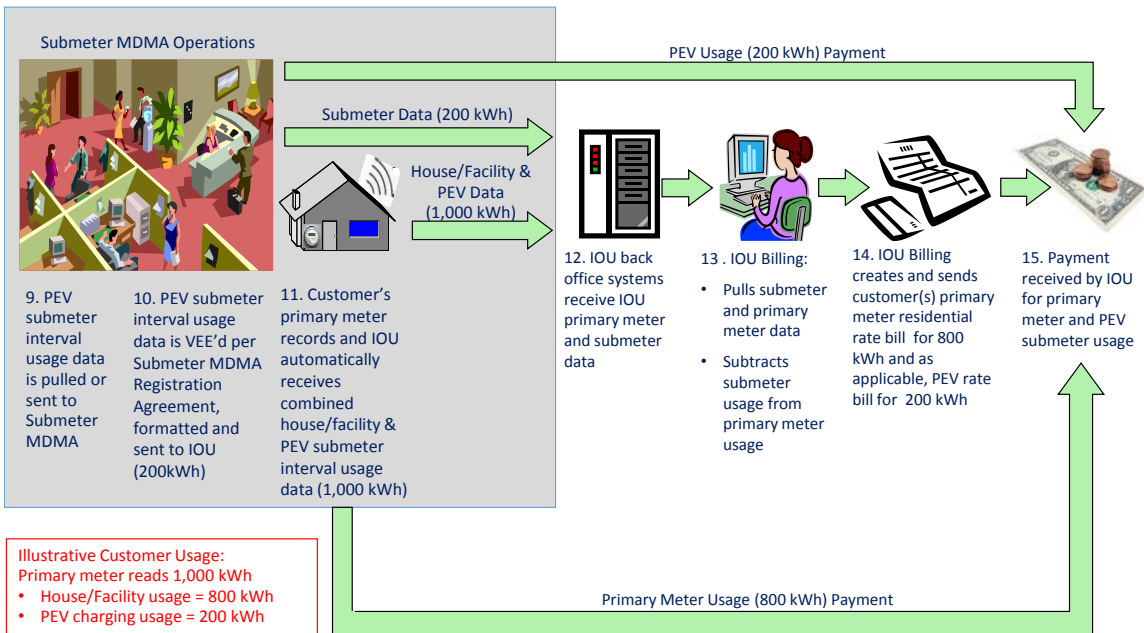 Submeter MDMA Operations
PEV Usage (200 kWh) Payment
Submeter Data (200 kWh)
House/Facility &
PEV Data
(1,000 kWh)
9. PEV
submeter
interval
usage data
is pulled or
sent to
Submeter
MDMA
10. PEV submeter
interval usage
data is VEE’d per
Submeter MDMA
Registration
Agreement,
formatted and
sent to IOU
(200kWh)
11. Customer’s
primary meter
records and IOU
automatically
receives
combined
house/facility &
PEV submeter
interval usage
data (1,000 kWh)
12. IOU back
office systems
receive IOU
primary meter
and submeter
data
13 . IOU Billing:
• Pulls submeter
and primary
meter data
• Subtracts
submeter
usage from
primary meter
usage
14. IOU Billing
creates and sends
customer(s) primary
meter residential
rate bill for 800
kWh and as
applicable, PEV rate
bill for 200 kWh
15. Payment
received by IOU
for primary
meter and PEV
submeter usage
Illustrative Customer Usage:
Primary meter reads 1,000 kWh
• House/Facility usage = 800 kWh
• PEV charging usage = 200 kWh
Primary Meter Usage (800 kWh) Payment